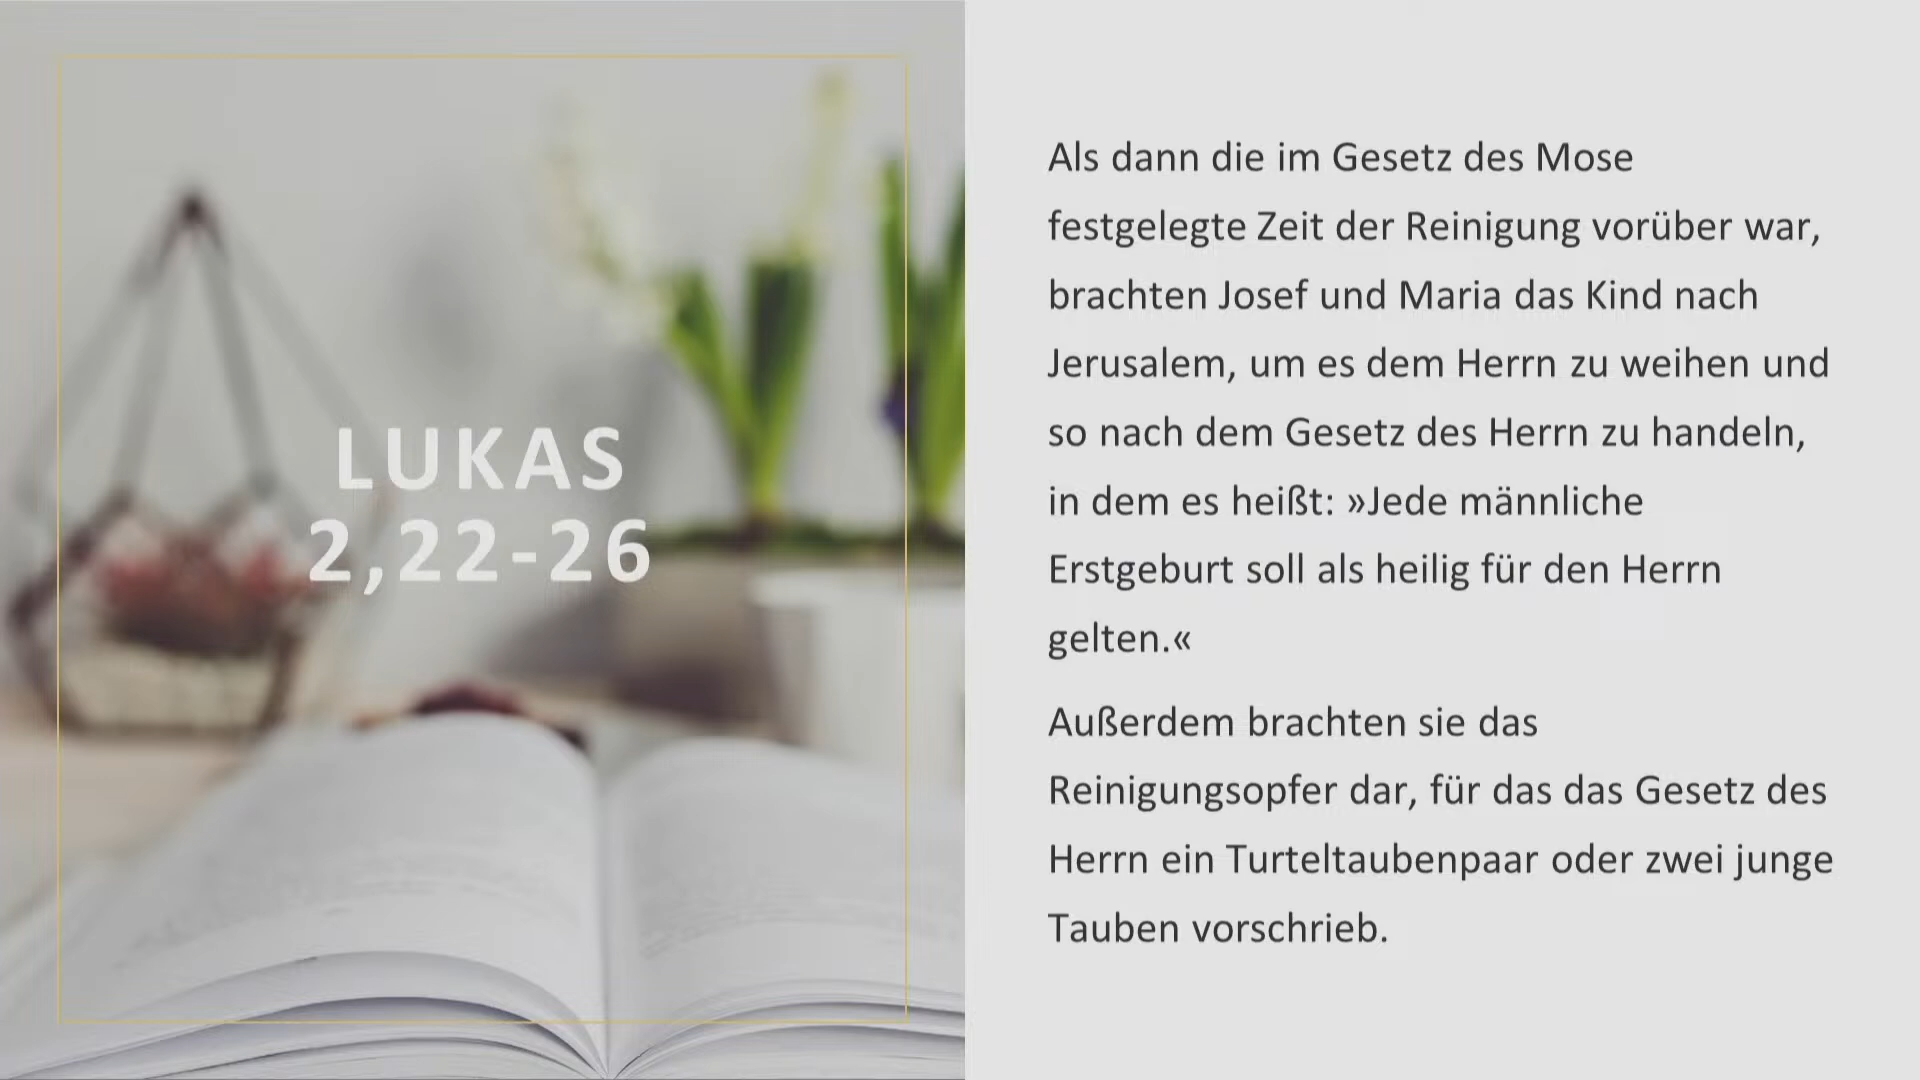 LUKAS
2,22-26
Als dann die im Gesetz des Mose
festgelegte Zeit der Reinigung vorüber war,
brachten Josef und Maria das Kind nach
Jerusalem, um es dem Herrn zu weihen und
so nach dem Gesetz des Herrn zu handeln,
in dem es heißt: »Jede männliche
Erstgeburt soll als heilig für den Herrn
gelten.«
Außerdem brachten sie das
Reinigungsopfer dar, für das das Gesetz des
Herrn ein Turteltaubenpaar oder zwei junge
Tauben vorschrieb.